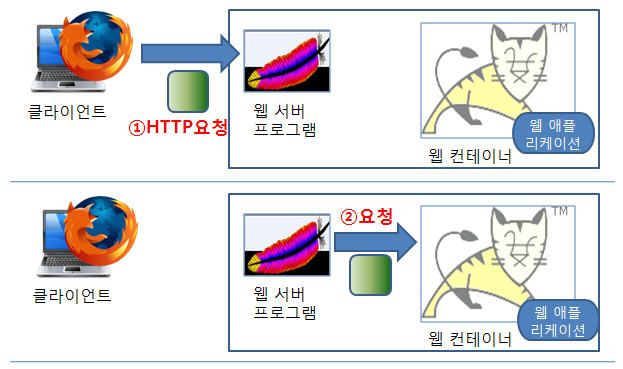 TM
클라이언트
①HTTP요청
웹 서버
프로그램
웹 애플
리케이션
웹 컨테이너
②요청
TM
클라이언트
웹 서버
프로그램
웹 애플
리케이션
웹 컨테이너